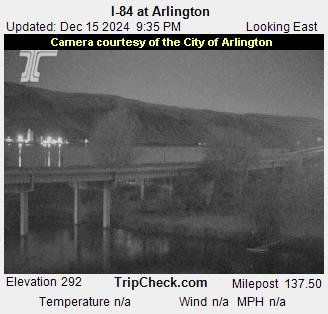 I-84 at Arlington
Updated: Dec 15 2024 9:35 PM Looking East
Camera courtesy of the City of Arlington
Elevation 292 TripCheck.com Milepost 137.50
Temperature n/a Wind n/a MPH n/a